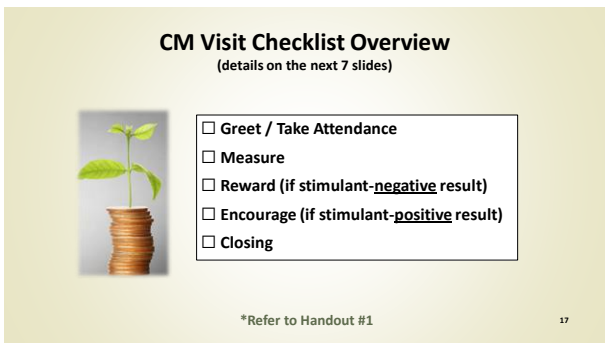 CM Visit Checklist Overview
(details on the next 7 slides)
☐ Greet / Take Attendance
☐ Measure
☐ Reward (if stimulant-negative result)
☐ Encourage (if stimulant-positive result)
☐ Closing
*Refer to Handout #1
17